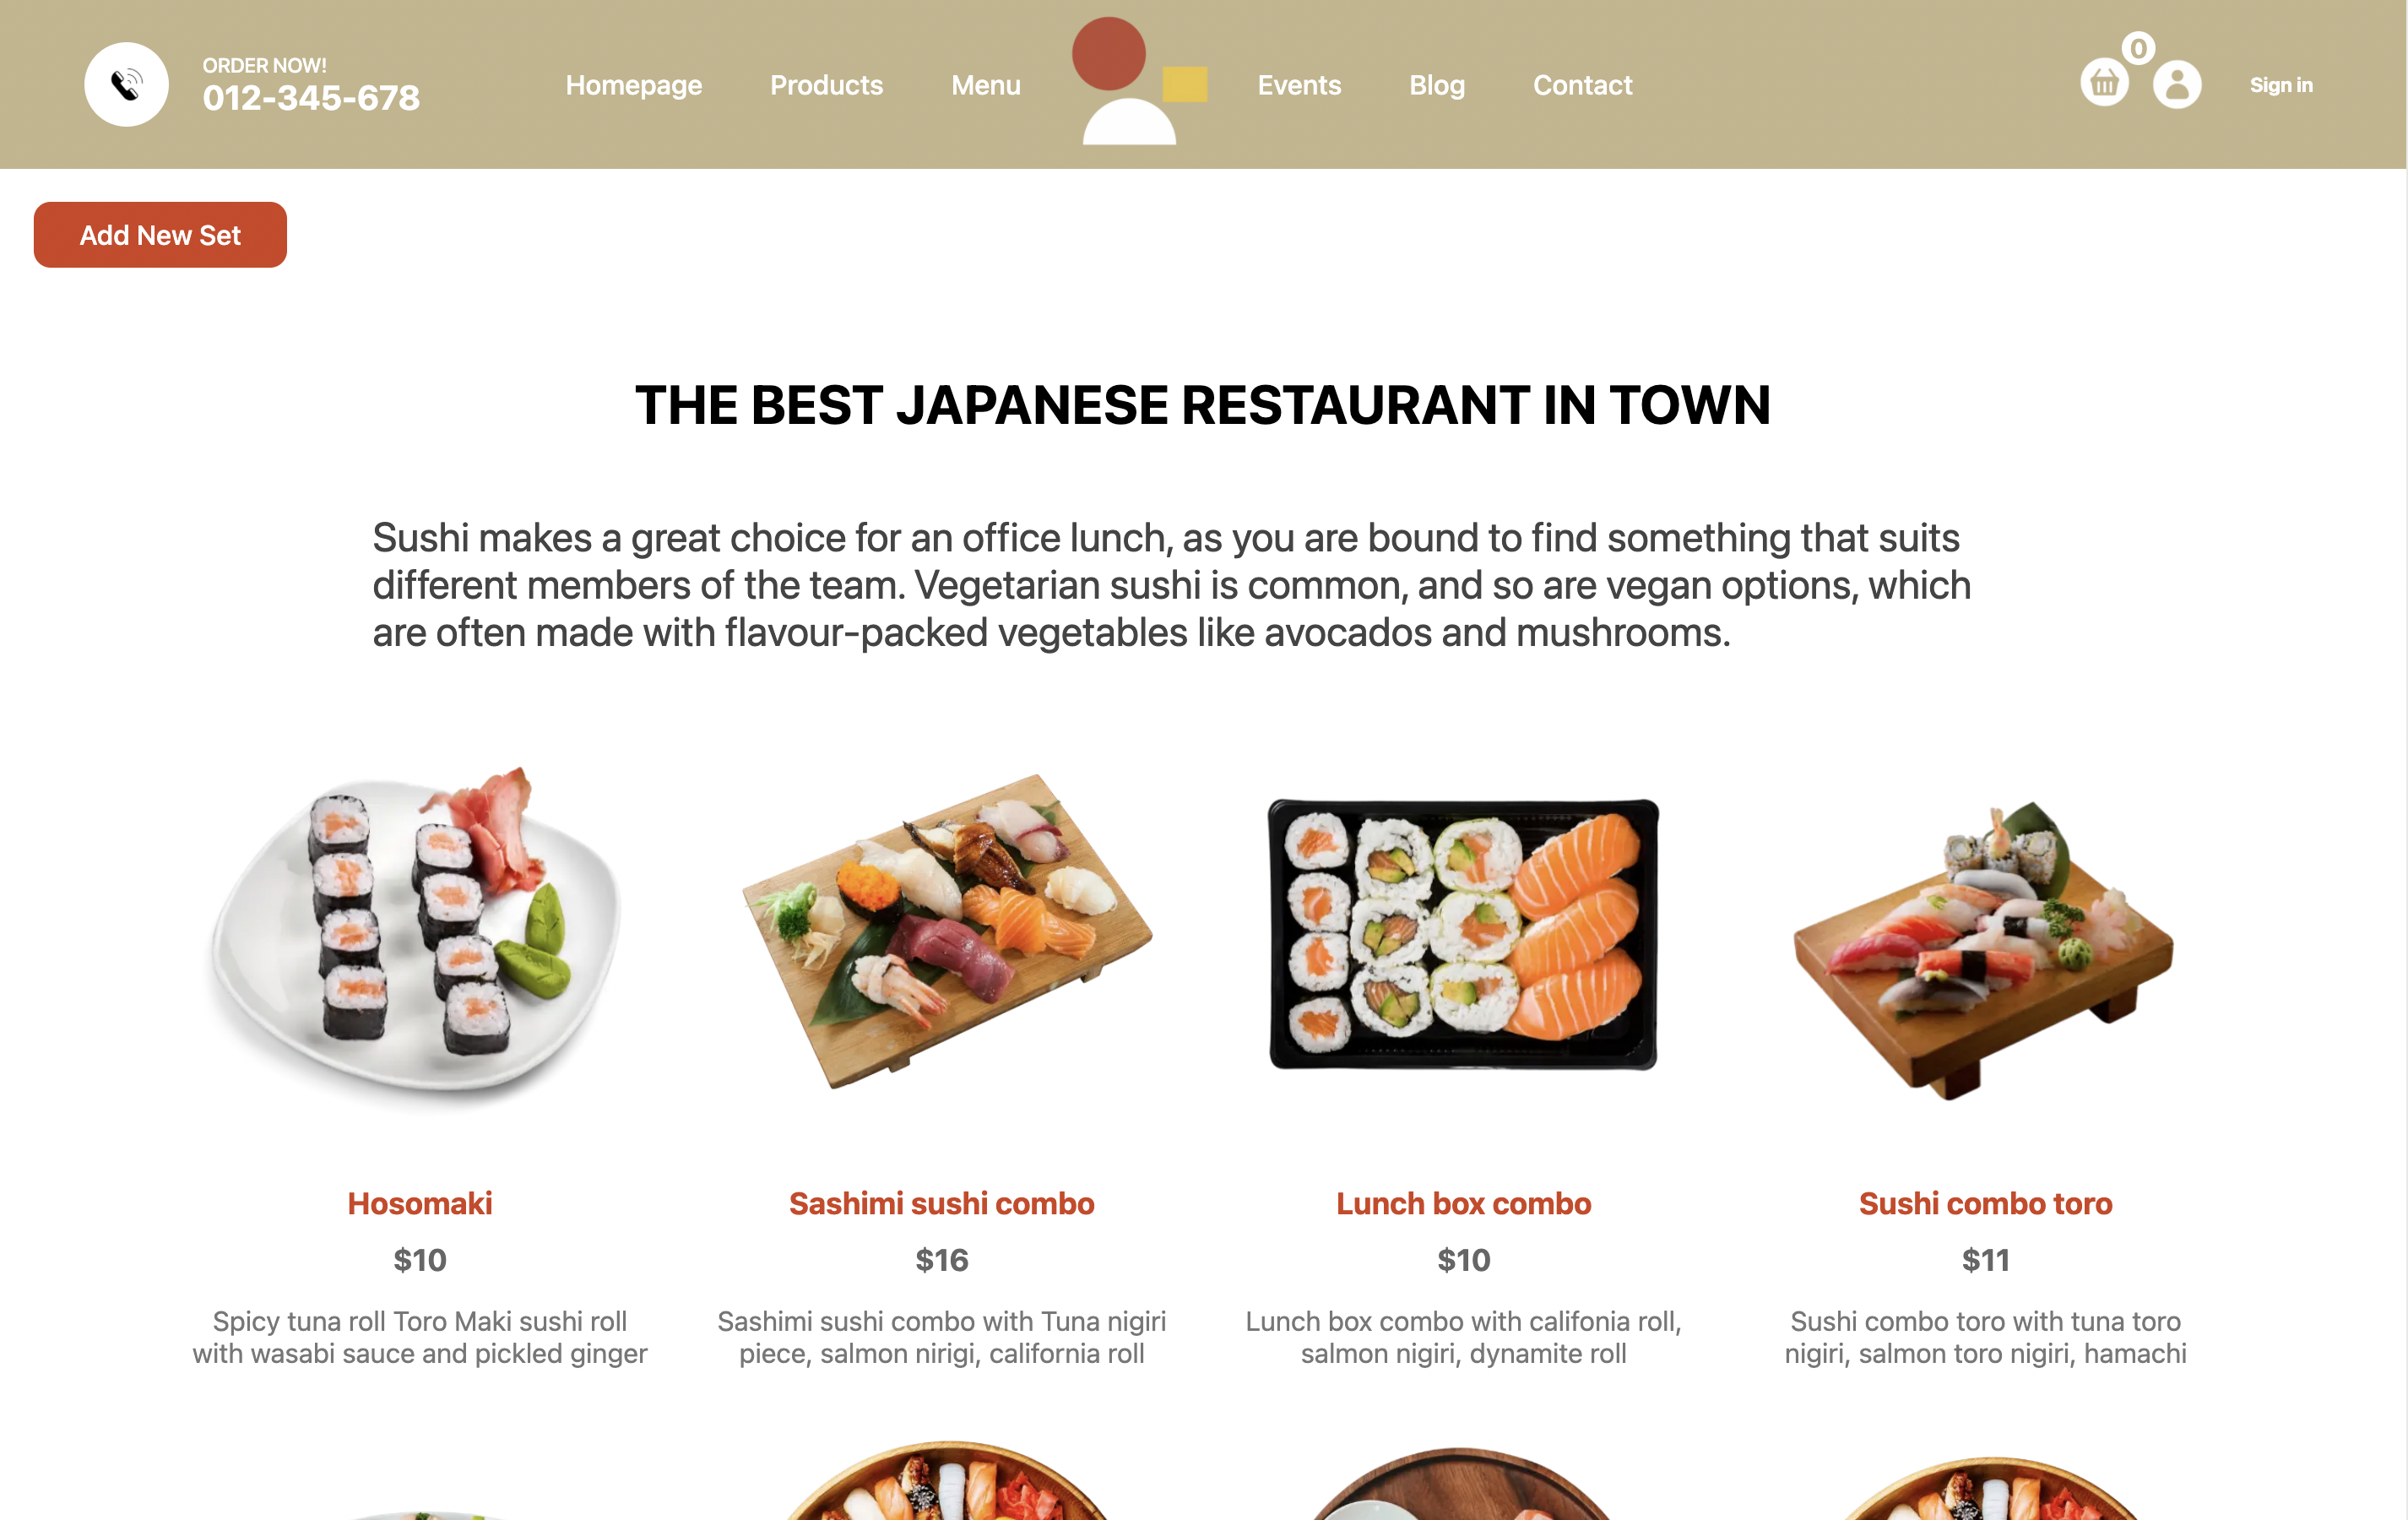 ORDER NOW!
012-345-678
Homepage
Products
Menu
Events
Blog
Contact
0
Sign in
Add New Set
THE BEST JAPANESE RESTAURANT IN TOWN
Sushi makes a great choice for an office lunch, as you are bound to find something that suits
different members of the team. Vegetarian sushi is common, and so are vegan options, which
are often made with flavour-packed vegetables like avocados and mushrooms.
Hosomaki
$10
Spicy tuna roll Toro Maki sushi roll
with wasabi sauce and pickled ginger
Sashimi sushi combo
$16
Sashimi sushi combo with Tuna nigiri
piece, salmon nirigi, california roll
Lunch box combo
$10
Lunch box combo with califonia roll,
salmon nigiri, dynamite roll
Sushi combo toro
$11
Sushi combo toro with tuna toro
nigiri, salmon toro nigiri, hamachi